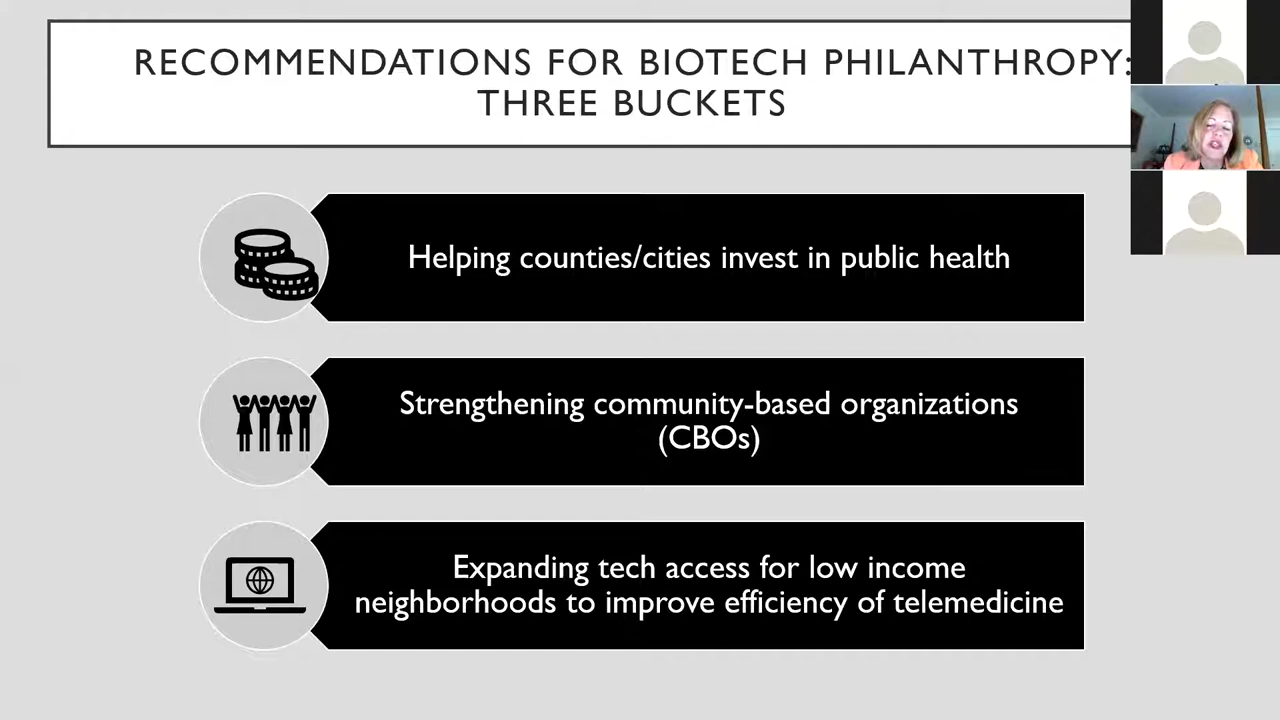 RECOMMENDATIONS FOR BIOTECH PHILANTHROPY:
THREE BUCKETS
Helping counties/cities invest in public health
Strengthening community-based organizations
(CBOs)
Expanding tech access for low income
neighborhoods to improve efficiency of telemedicine